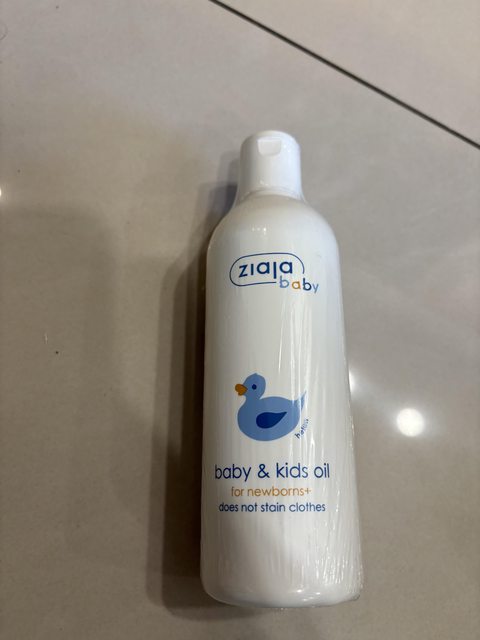 ziaja
baby
baby & kids oil
for newborns+
does not stain clothes